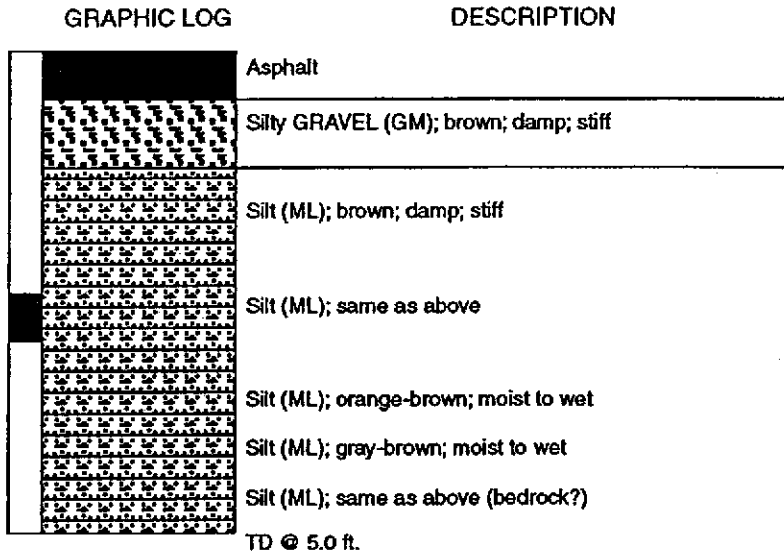 GRAPHIC LOG DESCRIPTION
Asphalt
Silty GRAVEL (GM); brown; damp; stiff
Silt (ML); brown; damp; stiff
Silt (ML); same as above
Silt (ML); orange-brown; moist to wet
Silt (ML); gray-brown; moist to wet
Silt (ML); same as above (bedrock?)
TD @ 5.0 ft.